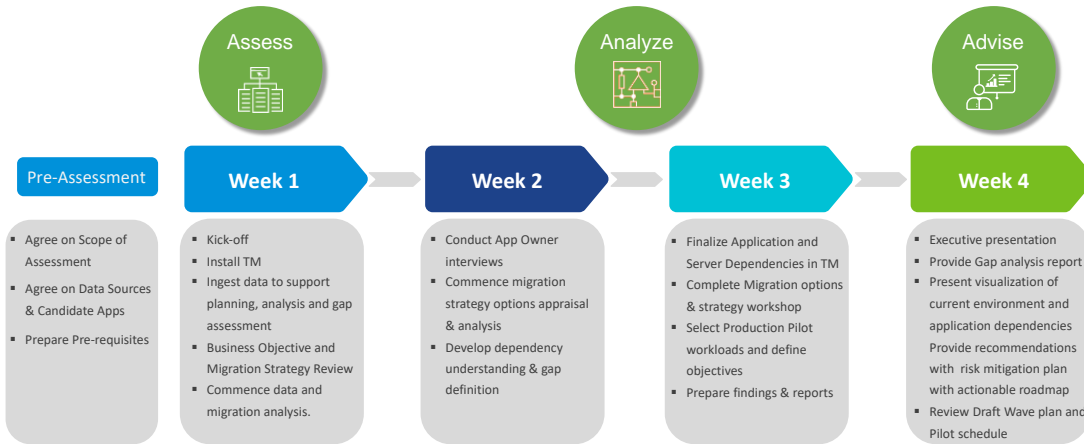 Assess
Analyze
Advise
Pre-Assessment
Week 1
Week 2
Week 3
Week 4
▪ Agree on Scope of
Assessment
▪ Agree on Data Sources
& Candidate Apps
▪ Prepare Pre-requisites
▪ Kick-off
▪ Install TM
▪ Ingest data to support
planning, analysis and gap
assessment
▪ Business Objective and
Migration Strategy Review
▪ Commence data and
migration analysis.
▪ Conduct App Owner
interviews
▪ Commence migration
strategy options appraisal
& analysis
▪ Develop dependency
understanding & gap
definition
▪ Finalize Application and
Server Dependencies in TM
▪ Complete Migration options
& strategy workshop
▪ Select Production Pilot
workloads and define
objectives
▪ Prepare findings & reports
▪ Executive presentation
▪ Provide Gap analysis report
▪ Present visualization of
current environment and
application dependencies
Provide recommendations
with risk mitigation plan
with actionable roadmap
▪ Review Draft Wave plan and
Pilot schedule